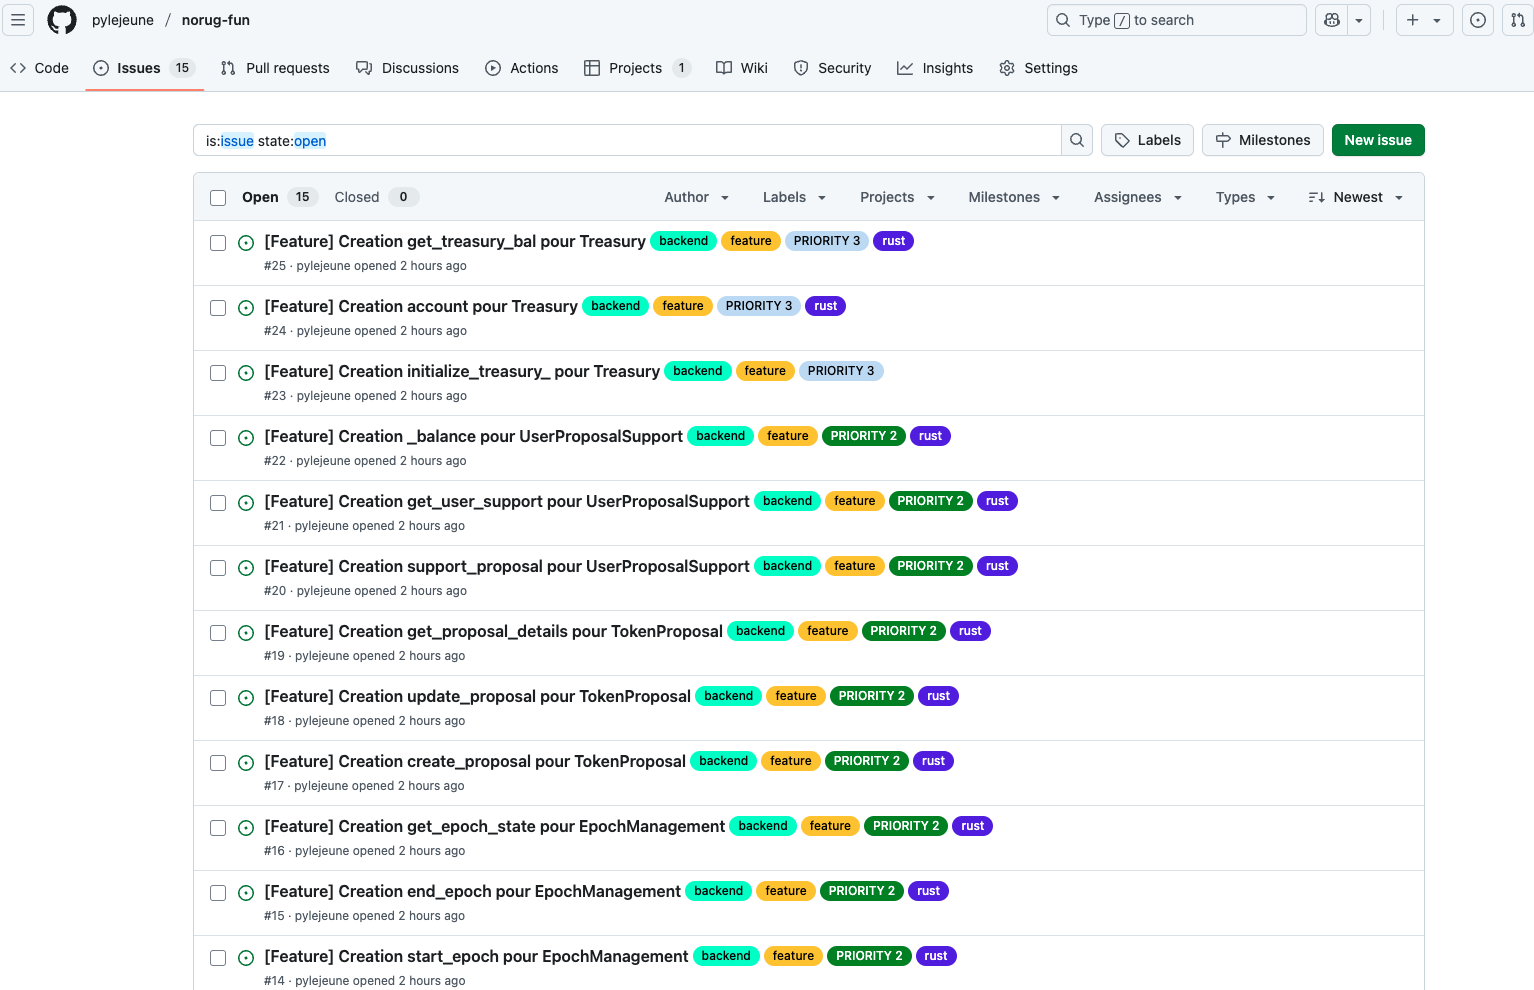 pylejeune / norug-fun
Type / to search
Code
Issues 15
Pull requests
Discussions
Actions
Projects 1
Wiki
Security
Insights
Settings
is:issue state:open
Labels
Milestones
New issue
Open 15 Closed 0 Author Labels Projects Milestones Assignees Types Newest
[Feature] Creation get_treasury_bal pour Treasury backend feature PRIORITY 3 rust
#25 · pylejeune opened 2 hours ago
[Feature] Creation account pour Treasury backend feature PRIORITY 3 rust
#24 · pylejeune opened 2 hours ago
[Feature] Creation initialize_treasury_ pour Treasury backend feature PRIORITY 3
#23 · pylejeune opened 2 hours ago
[Feature] Creation _balance pour UserProposalSupport backend feature PRIORITY 2 rust
#22 · pylejeune opened 2 hours ago
[Feature] Creation get_user_support pour UserProposalSupport backend feature PRIORITY 2 rust
#21 · pylejeune opened 2 hours ago
[Feature] Creation support_proposal pour UserProposalSupport backend feature PRIORITY 2 rust
#20 · pylejeune opened 2 hours ago
[Feature] Creation get_proposal_details pour TokenProposal backend feature PRIORITY 2 rust
#19 · pylejeune opened 2 hours ago
[Feature] Creation update_proposal pour TokenProposal backend feature PRIORITY 2 rust
#18 · pylejeune opened 2 hours ago
[Feature] Creation create_proposal pour TokenProposal backend feature PRIORITY 2 rust
#17 · pylejeune opened 2 hours ago
[Feature] Creation get_epoch_state pour EpochManagement backend feature PRIORITY 2 rust
#16 · pylejeune opened 2 hours ago
[Feature] Creation end_epoch pour EpochManagement backend feature PRIORITY 2 rust
#15 · pylejeune opened 2 hours ago
[Feature] Creation start_epoch pour EpochManagement backend feature PRIORITY 2 rust
#14 · pylejeune opened 2 hours ago